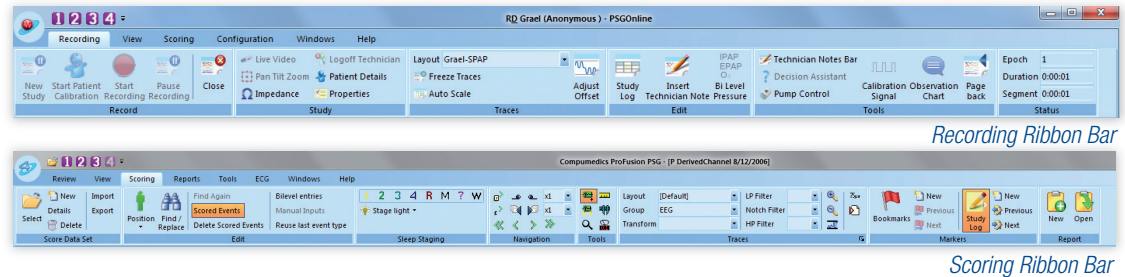 1 2 3 4
RD Grael (Anonymous ) - PSGOnline
Recording View Scoring Configuration Windows Help
Live Video Logoff Technician Layout Grael-SPAP IPAP Technician Notes Bar Epoch 1
EPAP
Pan Tilt Zoom Patient Details Freeze Traces O₂ Decision Assistant
New Start Patient Start Pause Close Adjust Study Insert Bi Level Calibration Observation Page Duration 0:00:01
Study Calibration Recording Recording Impedance Properties Auto Scale Offset Log Technician Note Pressure Pump Control Signal Chart back Segment 0:00:01
Record Study Traces Edit Tools Status
Recording Ribbon Bar
1 2 3 4
Compumedics ProFusion PSG - [P DerivedChannel 8/12/2006]
Review View Scoring Reports Tools ECG Windows Help
New Import Find Again Bilevel entries 1 2 3 4 R M ? W x1 Layout [Default] LP Filter New New
Select Details Export Position Find / Scored Events Manual Inputs Stage light x1 Group EEG Notch Filter Bookmarks Previous Study Previous New Open
Delete Replace Delete Scored Events Reuse last event type Transform HP Filter Next Log Next
Score Data Set Edit Sleep Staging Navigation Tools Traces Markers Report
Scoring Ribbon Bar